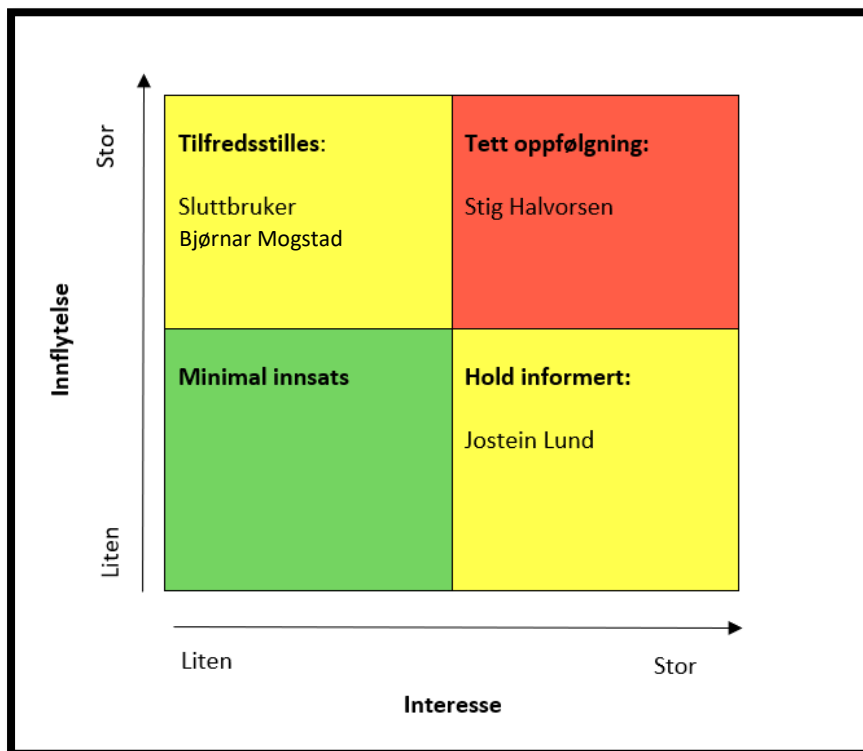 Stor
Innflytelse
Liten
Tilfredsstilles:
Sluttbruker
Bjørnar Mogstad
Tett oppfølgning:
Stig Halvorsen
Minimal innsats
Hold informert:
Jostein Lund
Liten
Stor
Interesse